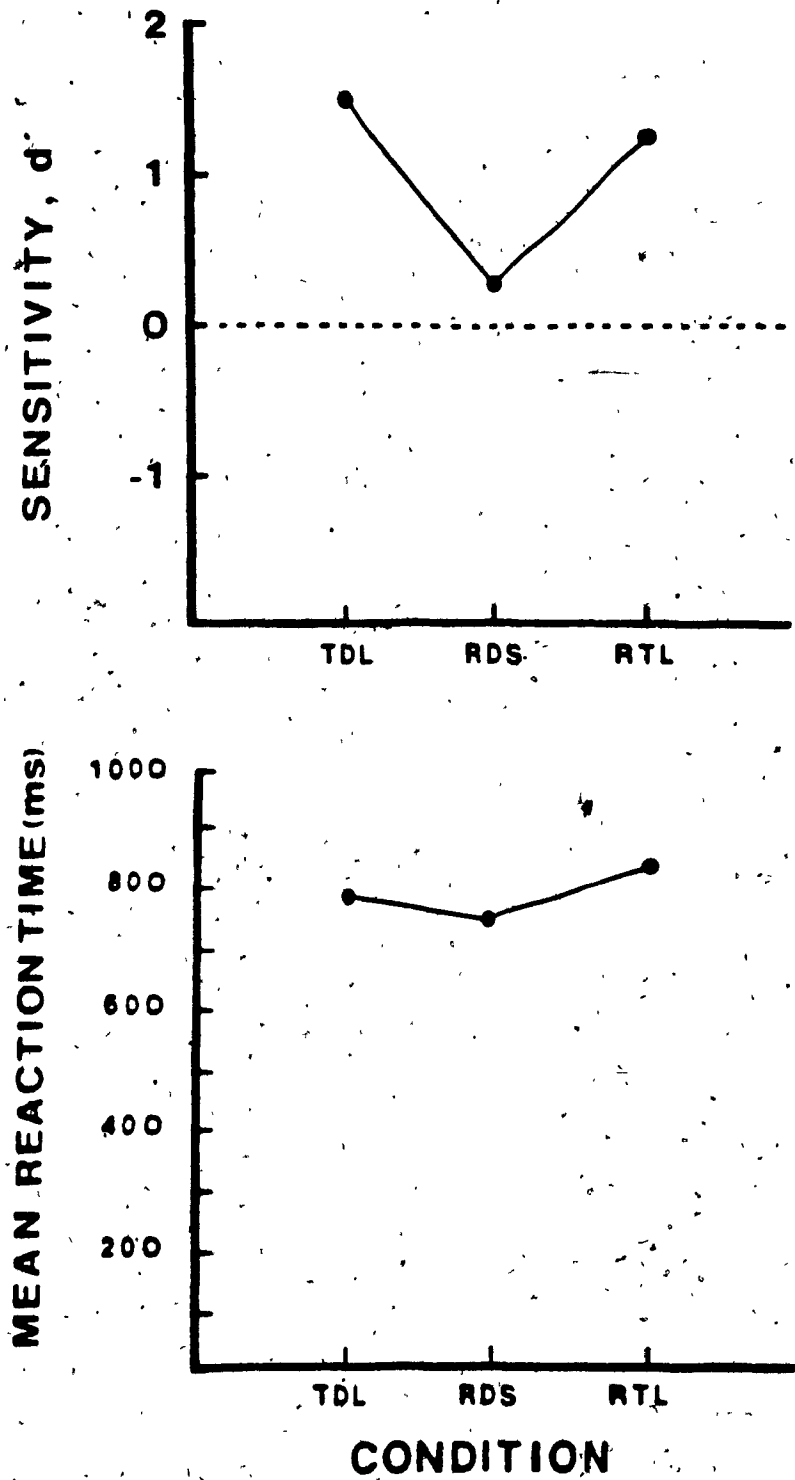 SENSITIVITY, d'
2
1
0
-1
TDL RDS RTL
MEAN REACTION TIME (ms)
1000
800
600
400
200
TDL RDS RTL
CONDITION